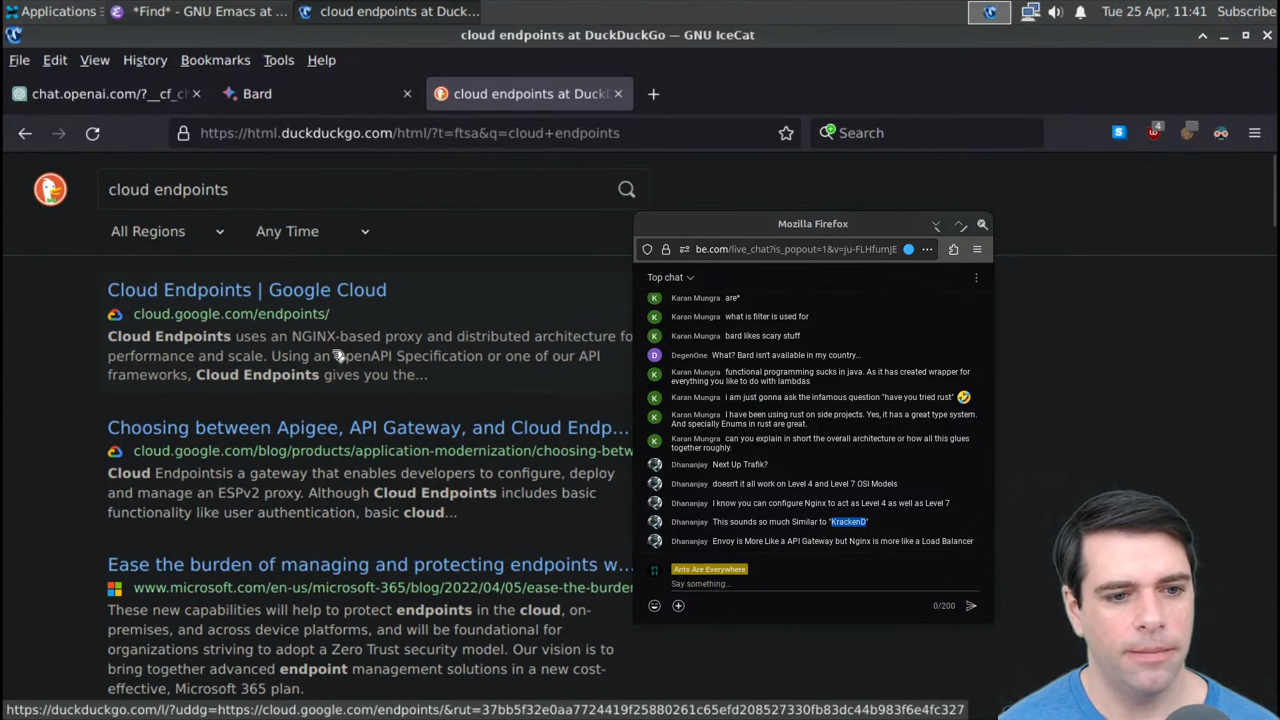 Applications
*Find* - GNU Emacs at ...
cloud endpoints at Duck...
Tue 25 Apr, 11:41
Subscribe
cloud endpoints at DuckDuckGo — GNU IceCat
File Edit View History Bookmarks Tools Help
chat.openai.com/?__cf_c
Bard
cloud endpoints at Duck
https://html.duckduckgo.com/html/?t=ftsa&q=cloud+endpoints
Search
4
cloud endpoints
All Regions
Any Time
Cloud Endpoints | Google Cloud
cloud.google.com/endpoints/
Cloud Endpoints uses an NGINX-based proxy and distributed architecture fo
performance and scale. Using an OpenAPI Specification or one of our API
frameworks, Cloud Endpoints gives you the...
Choosing between Apigee, API Gateway, and Cloud Endp...
cloud.google.com/blog/products/application-modernization/choosing-betw
Cloud Endpointsis a gateway that enables developers to configure, deploy
and manage an ESPv2 proxy. Although Cloud Endpoints includes basic
functionality like user authentication, basic cloud...
Ease the burden of managing and protecting endpoints w...
www.microsoft.com/en-us/microsoft-365/blog/2022/04/05/ease-the-burde
These new capabilities will help to protect endpoints in the cloud, on-
premises, and across device platforms, and will be foundational for
organizations striving to adopt a Zero Trust security model. Our vision is
to bring together advanced endpoint management solutions in a new cost-
effective, Microsoft 365 plan.
https://duckduckgo.com/l/?uddg=https://cloud.google.com/endpoints/&rut=37bb5f32e0aa7724419f25880261c65efd208527330fb83dc44b983f6e4fc327
Mozilla Firefox
be.com/live_chat?is_popout=1&v=ju-FLHfumJE
Top chat
K Karan Mungra are*
K Karan Mungra what is filter is used for
K Karan Mungra bard likes scary stuff
D DegenOne What? Bard isn't available in my country...
K Karan Mungra functional programming sucks in java. As it has created wrapper for
everything you like to do with lambdas
K Karan Mungra i am just gonna ask the infamous question "have you tried rust" 🤣
K Karan Mungra I have been using rust on side projects. Yes, it has a great type system.
And specially Enums in rust are great.
K Karan Mungra can you explain in short the overall architecture or how all this glues
together roughly.
Dhananjay Next Up Trafik?
Dhananjay doesn't it all work on Level 4 and Level 7 OSI Models
Dhananjay I know you can configure Nginx to act as Level 4 as well as Level 7
Dhananjay This sounds so much Similar to "KrackenD"
Dhananjay Envoy is More Like a API Gateway but Nginx is more like a Load Balancer
Ants Are Everywhere
Say something...
0/200